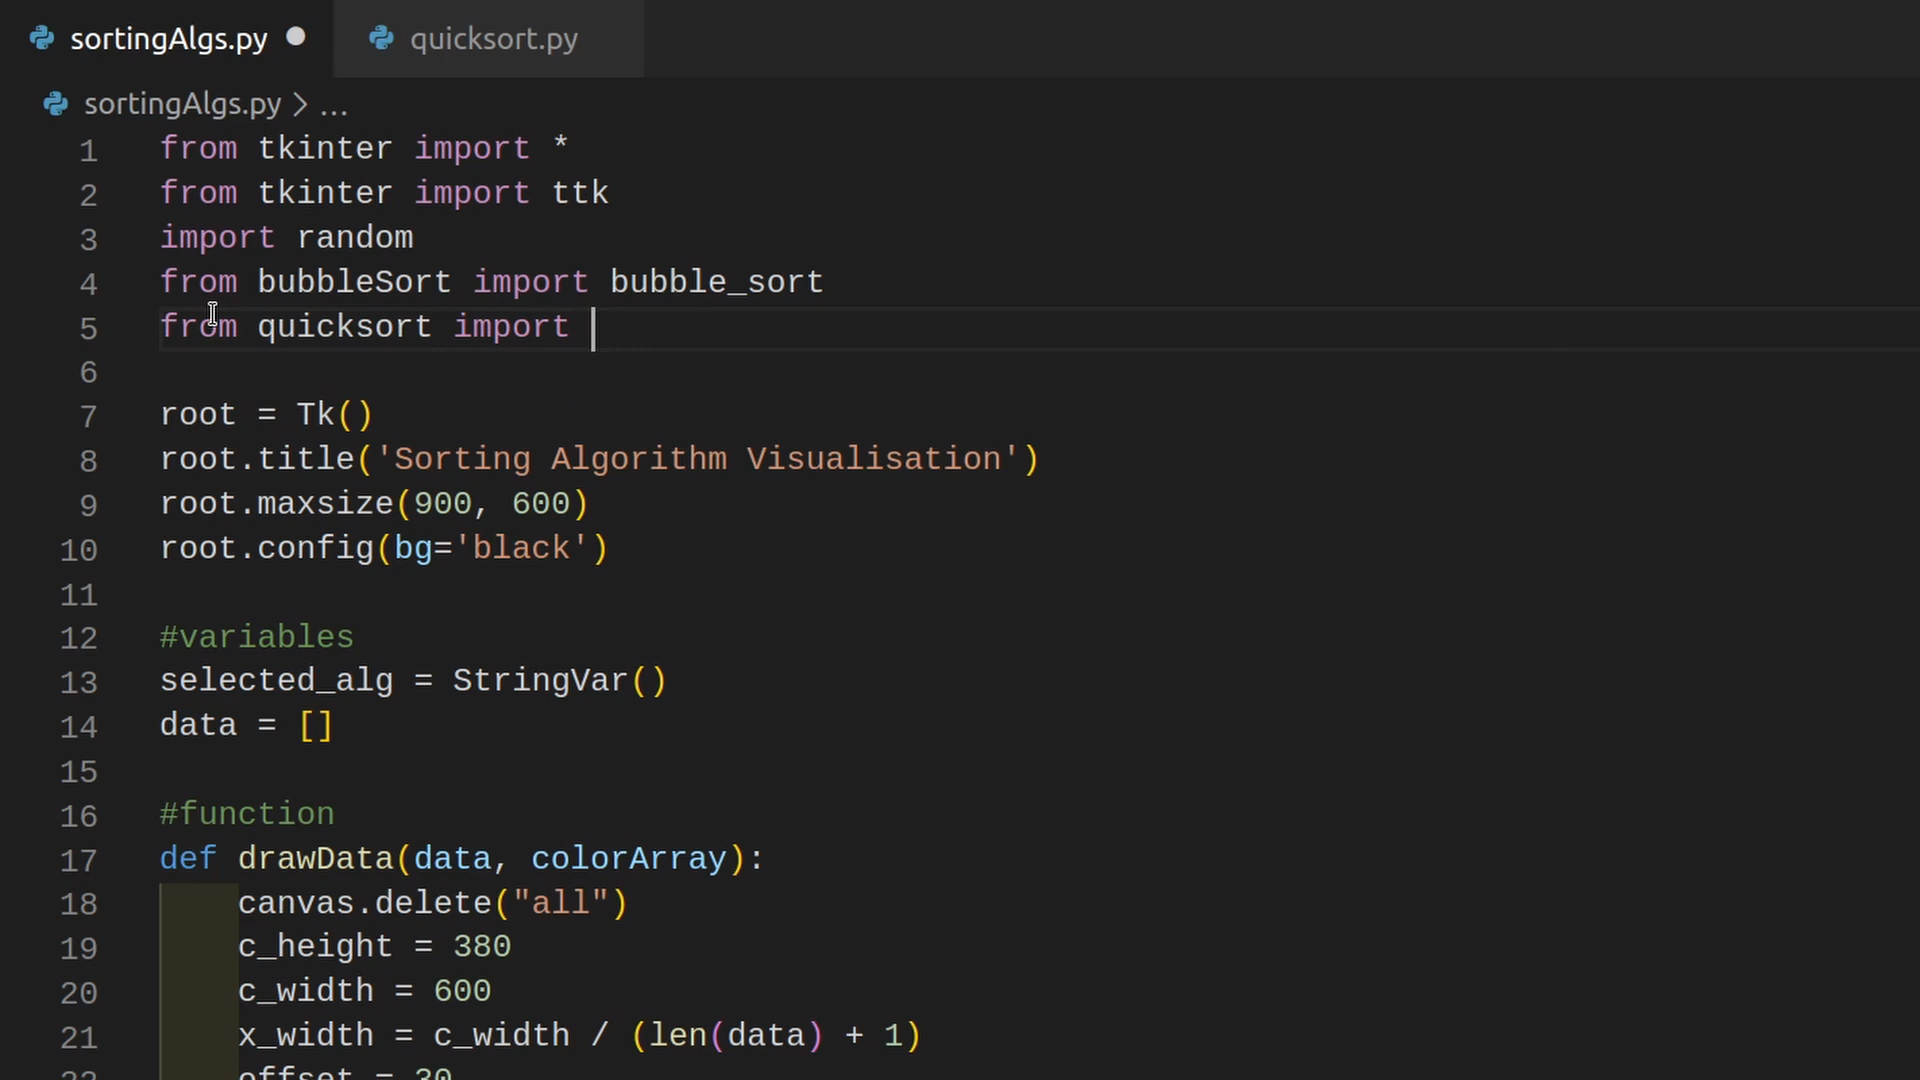 sortingAlgs.py quicksort.py
sortingAlgs.py > ...
1 from tkinter import *
2 from tkinter import ttk
3 import random
4 from bubbleSort import bubble_sort
5 from quicksort import
6
7 root = Tk()
8 root.title('Sorting Algorithm Visualisation')
9 root.maxsize(900, 600)
10 root.config(bg='black')
11
12 #variables
13 selected_alg = StringVar()
14 data = []
15
16 #function
17 def drawData(data, colorArray):
18 canvas.delete("all")
19 c_height = 380
20 c_width = 600
21 x_width = c_width / (len(data) + 1)
22 offset = 30